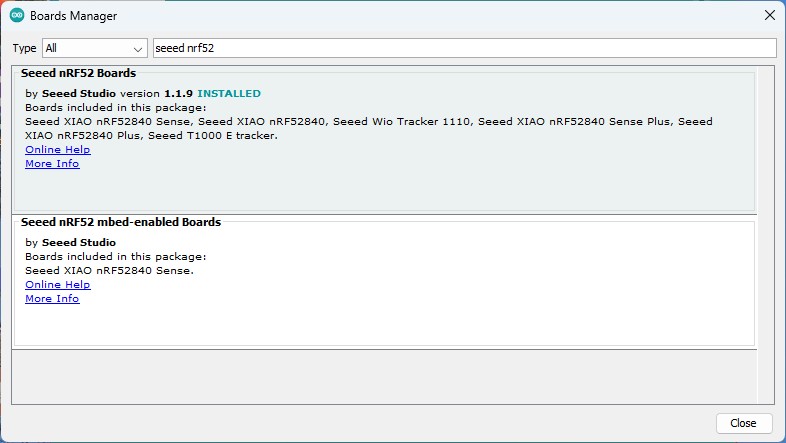 Boards Manager
Type All seeed nrf52
Seeed nRF52 Boards
by Seeed Studio version 1.1.9 INSTALLED
Boards included in this package:
Seeed XIAO nRF52840 Sense, Seeed XIAO nRF52840, Seeed Wio Tracker 1110, Seeed XIAO nRF52840 Sense Plus, Seeed
XIAO nRF52840 Plus, Seeed T1000 E tracker.
Online Help
More Info
Seeed nRF52 mbed-enabled Boards
by Seeed Studio
Boards included in this package:
Seeed XIAO nRF52840 Sense.
Online Help
More Info
Close